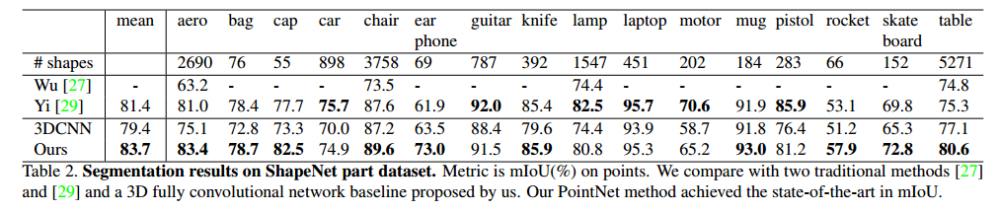 mean aero bag cap car chair ear guitar knife lamp laptop motor mug pistol rocket skate table
phone board
# shapes 2690 76 55 898 3758 69 787 392 1547 451 202 184 283 66 152 5271
Wu [27] - 63.2 - - - 73.5 - - - 74.4 - - - - - - 74.8
Yi [29] 81.4 81.0 78.4 77.7 75.7 87.6 61.9 92.0 85.4 82.5 95.7 70.6 91.9 85.9 53.1 69.8 75.3
3DCNN 79.4 75.1 72.8 73.3 70.0 87.2 63.5 88.4 79.6 74.4 93.9 58.7 91.8 76.4 51.2 65.3 77.1
Ours 83.7 83.4 78.7 82.5 74.9 89.6 73.0 91.5 85.9 80.8 95.3 65.2 93.0 81.2 57.9 72.8 80.6
Table 2. Segmentation results on ShapeNet part dataset. Metric is mIoU(%) on points. We compare with two traditional methods [27]
and [29] and a 3D fully convolutional network baseline proposed by us. Our PointNet method achieved the state-of-the-art in mIoU.